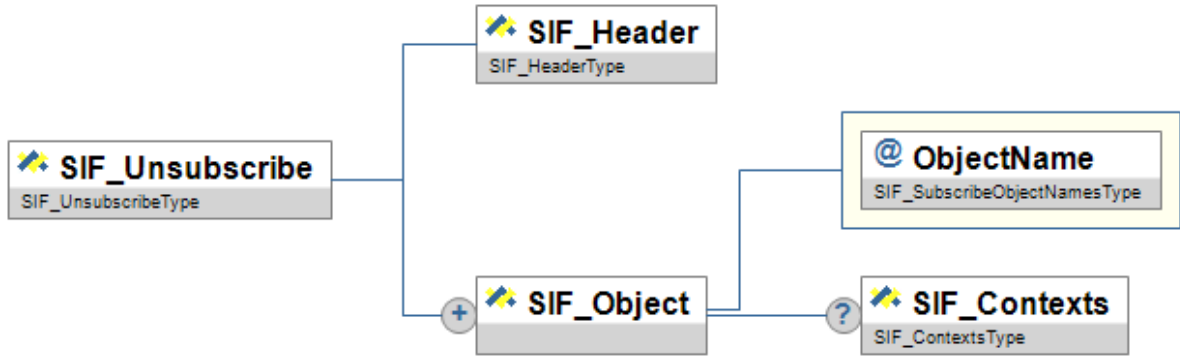 SIF_Header
SIF_HeaderType
SIF_Unsubscribe
SIF_UnsubscribeType
@ ObjectName
SIF_SubscribeObjectNamesType
+ SIF_Object
? SIF_Contexts
SIF_ContextsType